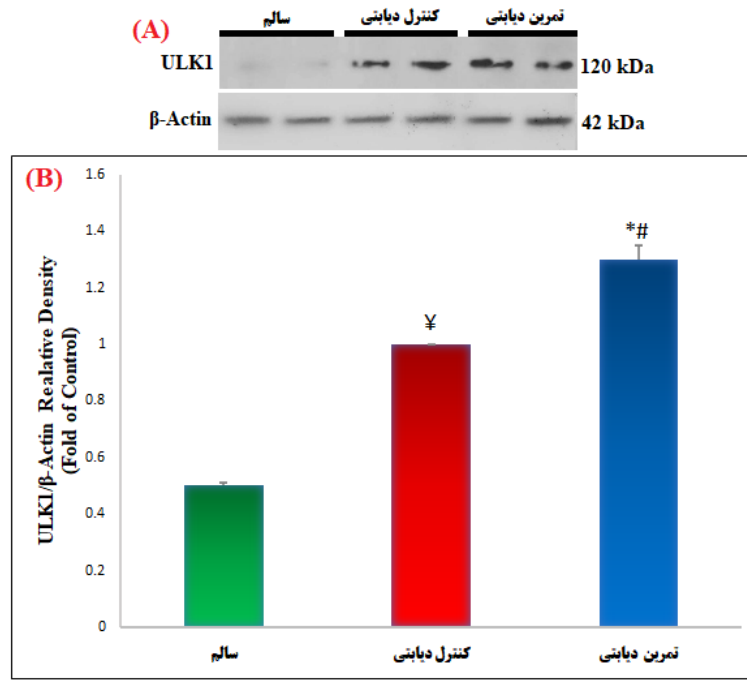 (A)
سالم
کنترل دیابتی
تمرین دیابتی
ULK1
120 kDa
β-Actin
42 kDa
(B)
ULK1/β-Actin Realative Density
(Fold of Control)
1.6
1.4
1.2
1
0.8
0.6
0.4
0.2
0
¥
*#
سالم
کنترل دیابتی
تمرین دیابتی